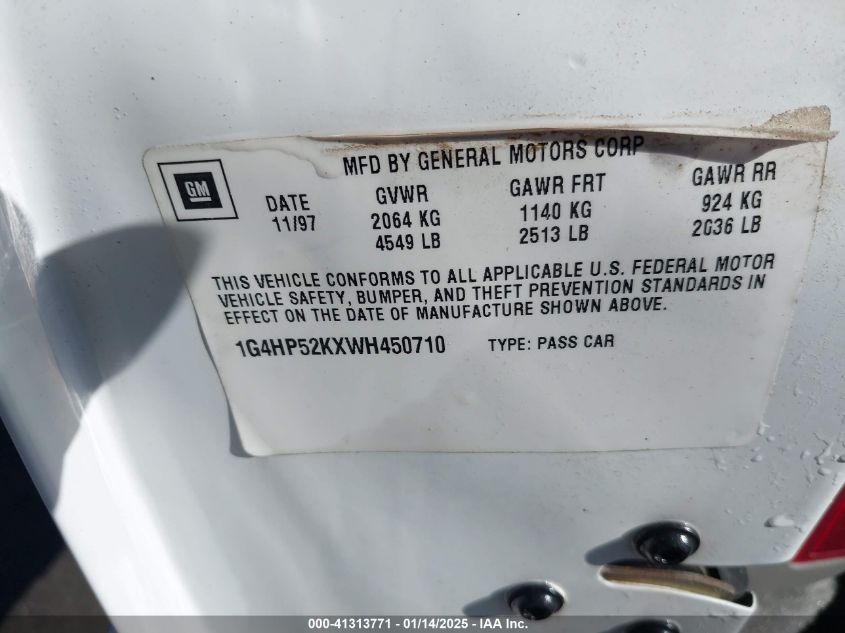 MFD BY GENERAL MOTORS CORP
GM
DATE GVWR GAWR FRT GAWR RR
11/97 2064 KG 1140 KG 924 KG
4549 LB 2513 LB 2036 LB
THIS VEHICLE CONFORMS TO ALL APPLICABLE U.S. FEDERAL MOTOR
VEHICLE SAFETY, BUMPER, AND THEFT PREVENTION STANDARDS IN
EFFECT ON THE DATE OF MANUFACTURE SHOWN ABOVE.
1G4HP52KXWH450710 TYPE: PASS CAR
000-41313771 - 01/14/2025 - IAA Inc.